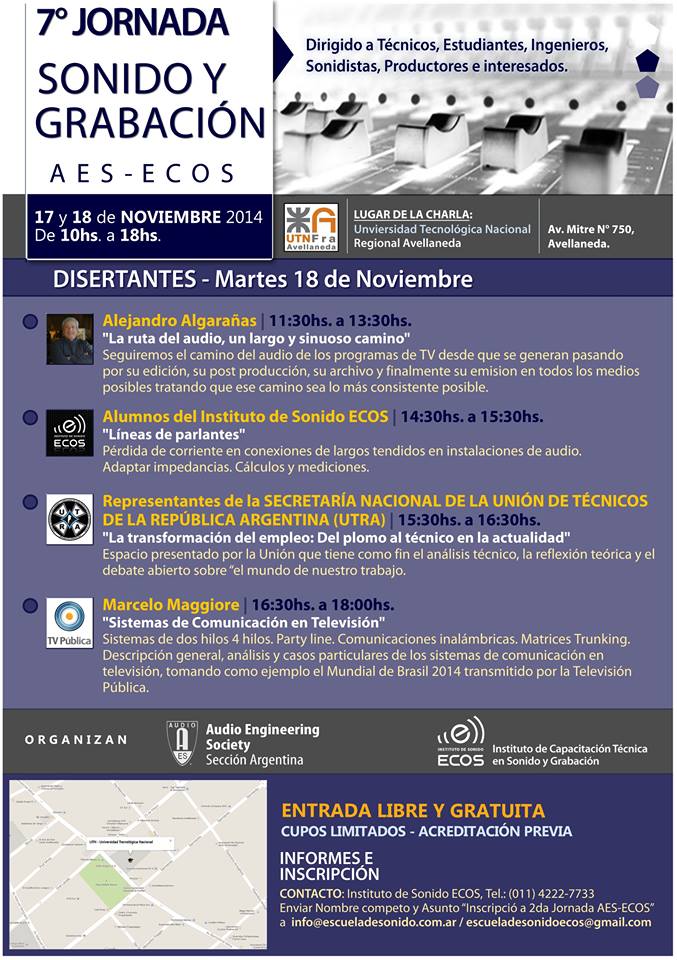 7° JORNADA
SONIDO Y
GRABACIÓN
AES-ECOS
Dirigido a Técnicos, Estudiantes, Ingenieros,
Sonidistas, Productores e interesados.
17 y 18 de NOVIEMBRE 2014
De 10hs. a 18hs.
UTNFra
Avellaneda
LUGAR DE LA CHARLA:
Unviersidad Tecnológica Nacional
Regional Avellaneda
Av. Mitre N° 750,
Avellaneda.
DISERTANTES - Martes 18 de Noviembre
Alejandro Algarañas | 11:30hs. a 13:30hs.
"La ruta del audio, un largo y sinuoso camino"
Seguiremos el camino del audio de los programas de TV desde que se generan pasando
por su edición, su post producción, su archivo y finalmente su emision en todos los medios
posibles tratando que ese camino sea lo más consistente posible.
INSTITUTO DE SONIDO
ECOS
Alumnos del Instituto de Sonido ECOS | 14:30hs. a 15:30hs.
"Líneas de parlantes"
Pérdida de corriente en conexiones de largos tendidos en instalaciones de audio.
Adaptar impedancias. Cálculos y mediciones.
UTRA
Representantes de la SECRETARÍA NACIONAL DE LA UNIÓN DE TÉCNICOS
DE LA REPÚBLICA ARGENTINA (UTRA) | 15:30hs. a 16:30hs.
"La transformación del empleo: Del plomo al técnico en la actualidad"
Espacio presentado por la Unión que tiene como fin el análisis técnico, la reflexión teórica y el
debate abierto sobre “el mundo de nuestro trabajo.
TV Pública
Marcelo Maggiore | 16:30hs. a 18:00hs.
"Sistemas de Comunicación en Televisión"
Sistemas de dos hilos 4 hilos. Party line. Comunicaciones inalámbricas. Matrices Trunking.
Descripción general, análisis y casos particulares de los sistemas de comunicación en
televisión, tomando como ejemplo el Mundial de Brasil 2014 transmitido por la Televisión
Pública.
ORGANIZAN
AUDIO
A
ES
Audio Engineering
Society
Sección Argentina
INSTITUTO DE SONIDO
ECOS
Instituto de Capacitación Técnica
en Sonido y Grabación
UTN - Universidad Tecnológica Nacional
ENTRADA LIBRE Y GRATUITA
CUPOS LIMITADOS - ACREDITACIÓN PREVIA
INFORMES E
INSCRIPCIÓN
CONTACTO: Instituto de Sonido ECOS, Tel.: (011) 4222-7733
Enviar Nombre competo y Asunto “Inscripció a 2da Jornada AES-ECOS”
a info@escueladesonido.com.ar / escueladesonidoecos@gmail.com